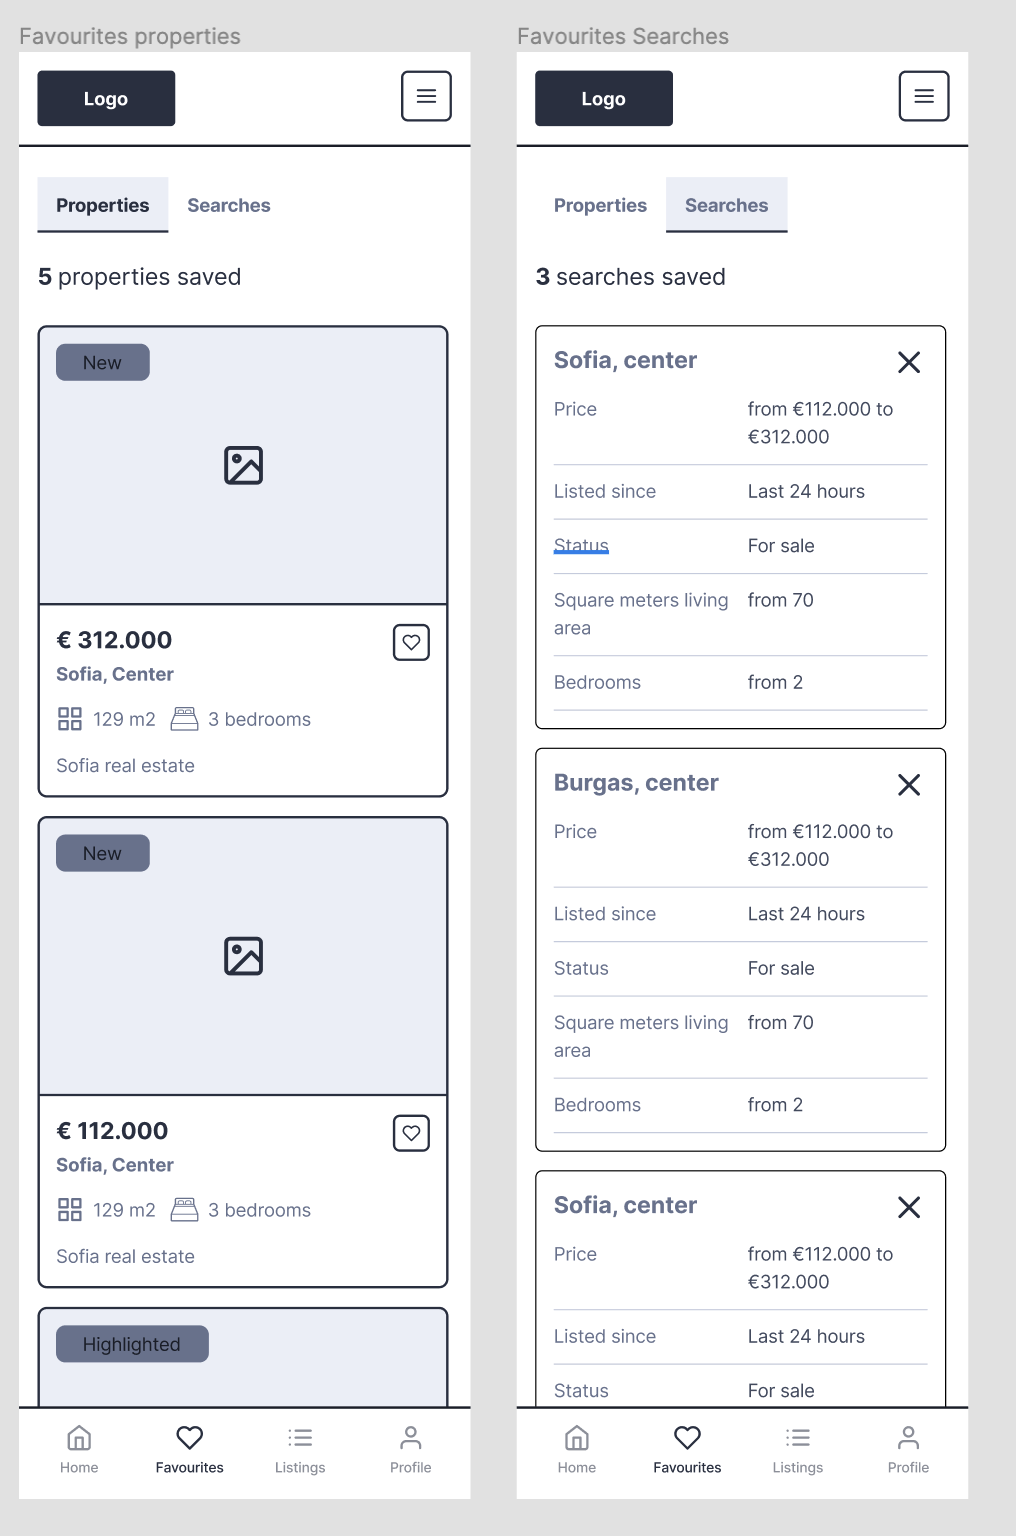 Favourites properties
Logo
Properties Searches
5 properties saved
New
€ 312.000
Sofia, Center
129 m2 3 bedrooms
Sofia real estate
New
€ 112.000
Sofia, Center
129 m2 3 bedrooms
Sofia real estate
Highlighted
Home Favourites Listings Profile
Favourites Searches
Logo
Properties Searches
3 searches saved
Sofia, center
Price from €112.000 to
€312.000
Listed since Last 24 hours
Status For sale
Square meters living from 70
area
Bedrooms from 2
Burgas, center
Price from €112.000 to
€312.000
Listed since Last 24 hours
Status For sale
Square meters living from 70
area
Bedrooms from 2
Sofia, center
Price from €112.000 to
€312.000
Listed since Last 24 hours
Status For sale
Home Favourites Listings Profile